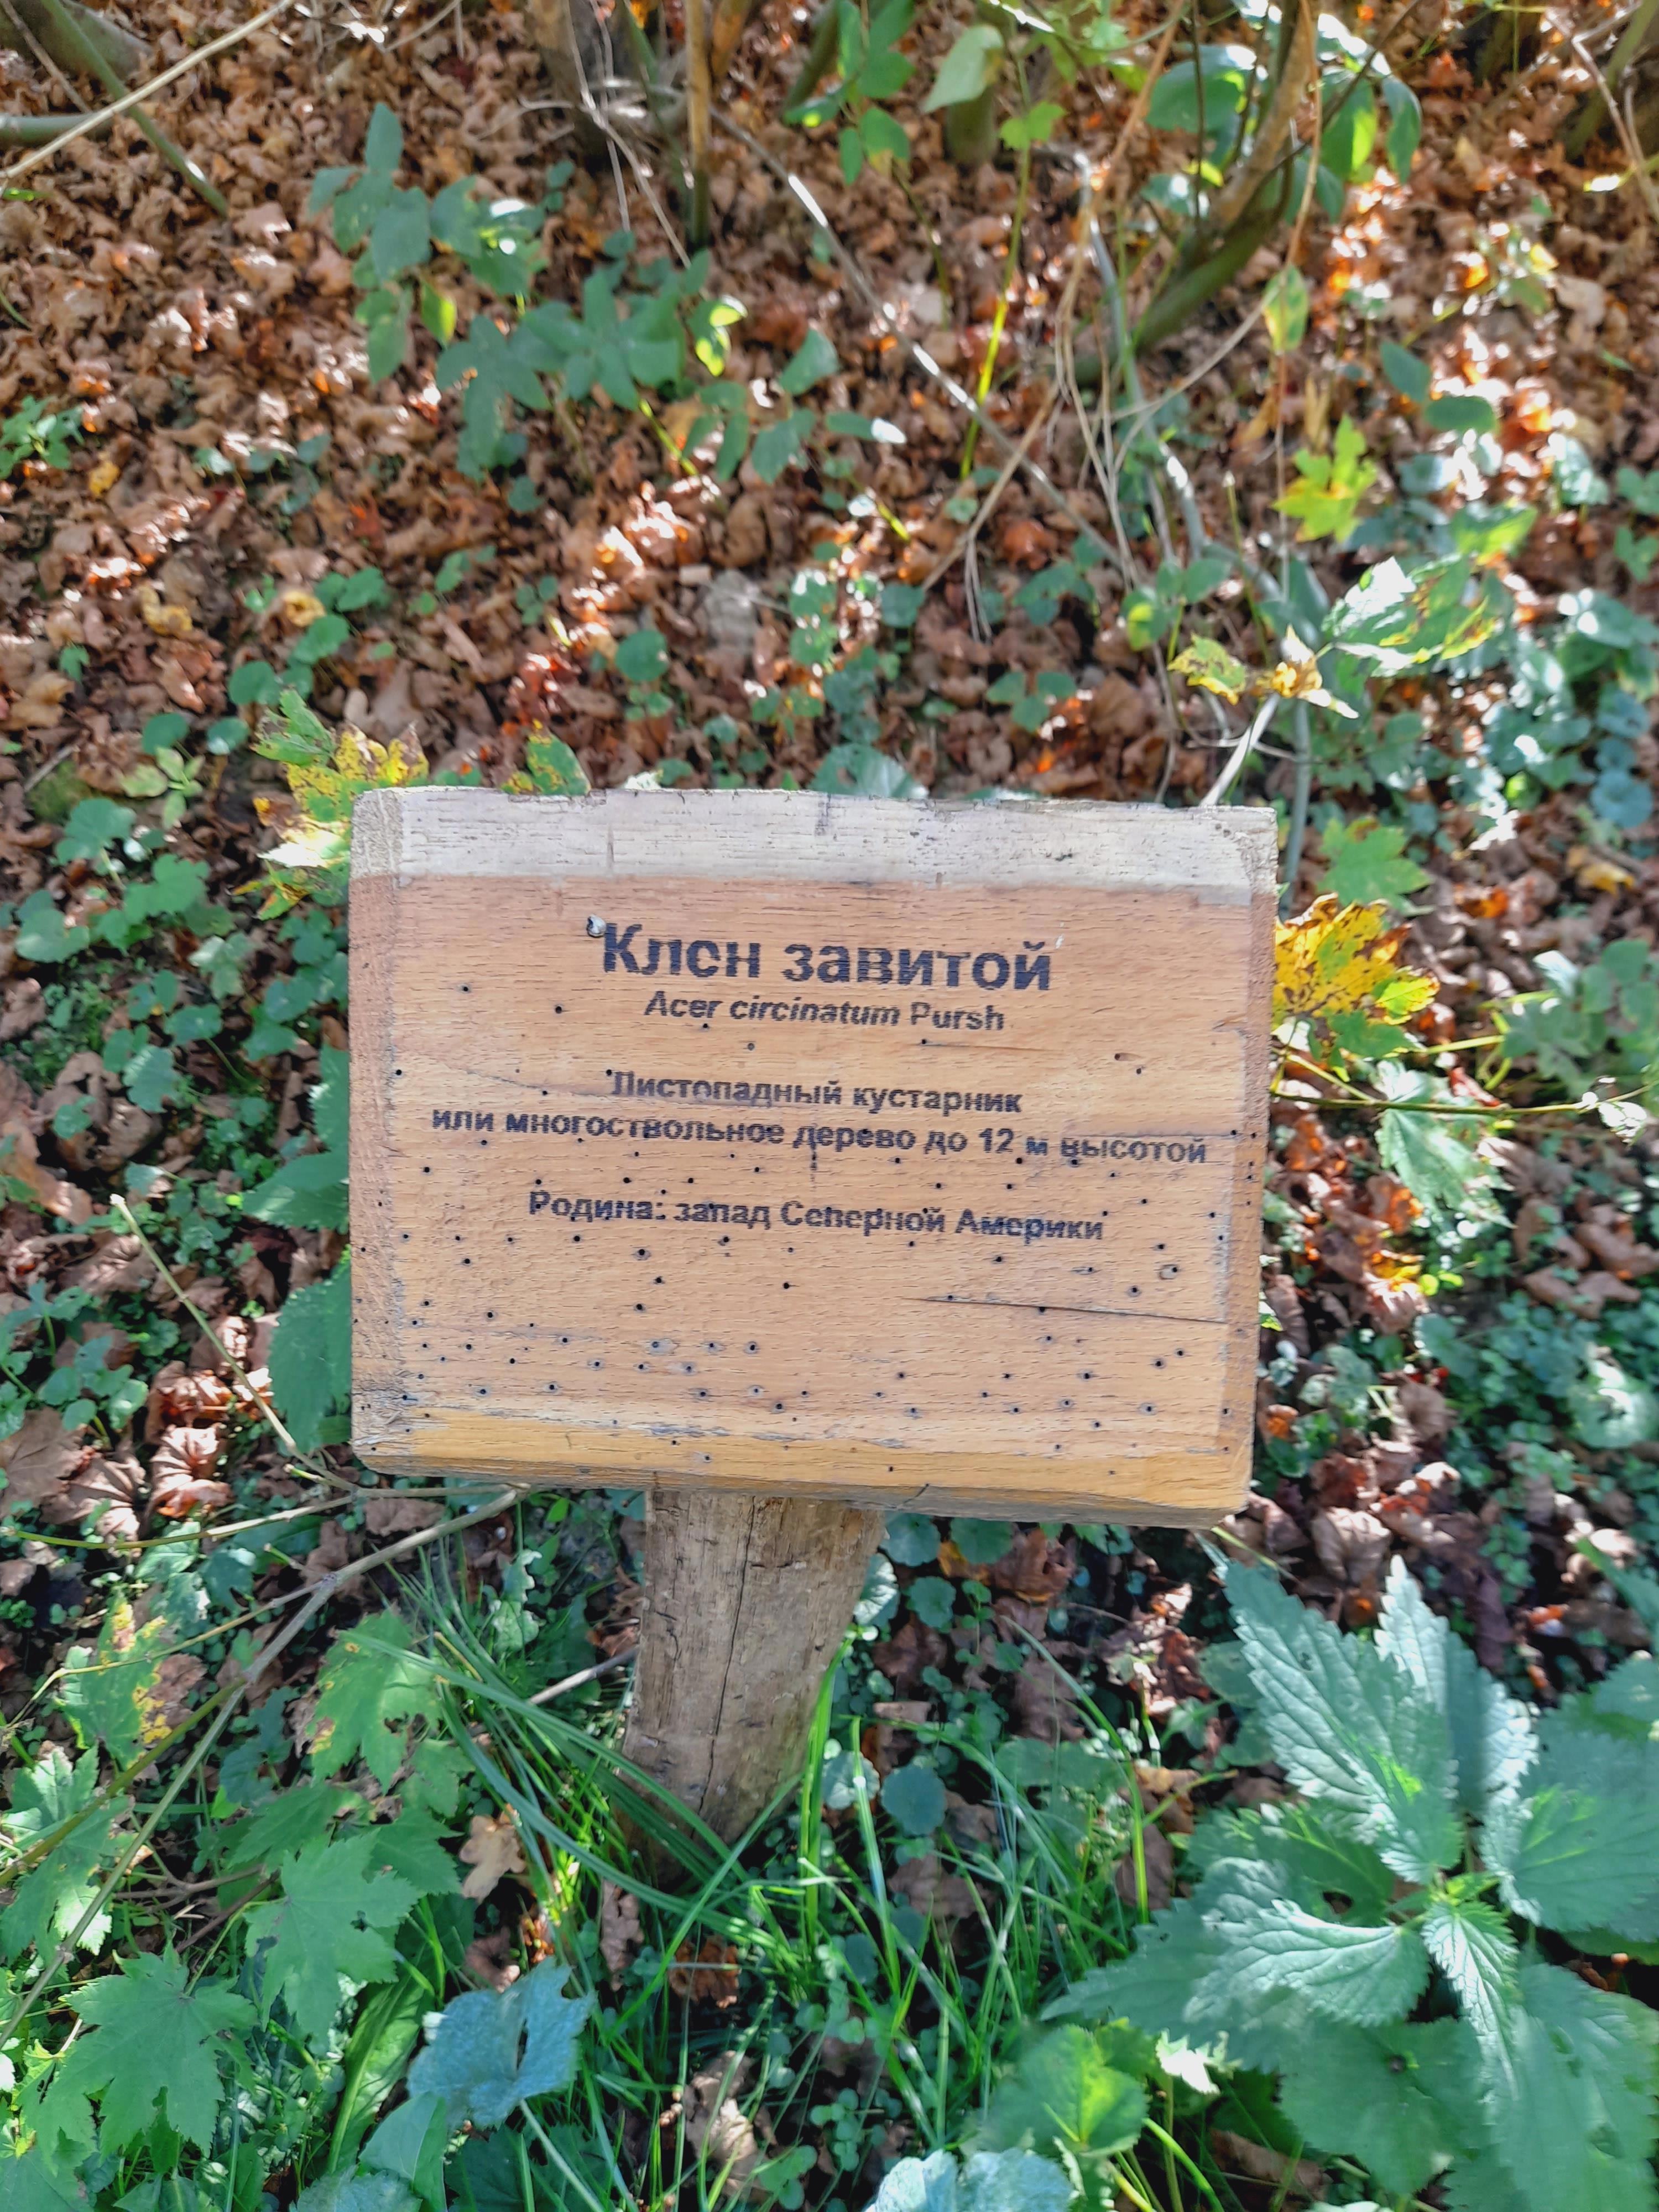 Клен завитой
Acer circinatum Pursh
Листопадный кустарник
или многоствольное дерево до 12 м высотой
Родина: запад Северной Америки